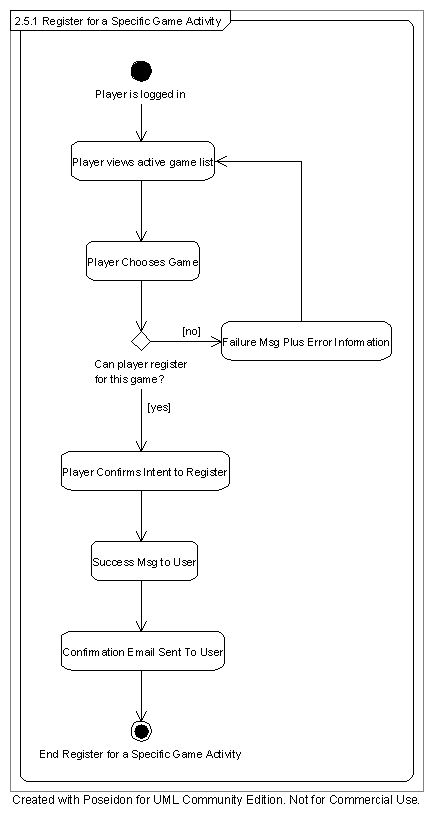 2.5.1 Register for a Specific Game Activity
Player is logged in
Player views active game list
Player Chooses Game
[no]
Failure Msg Plus Error Information
Can player register
for this game?
[yes]
Player Confirms Intent to Register
Success Msg to User
Confirmation Email Sent To User
End Register for a Specific Game Activity
Created with Poseidon for UML Community Edition. Not for Commercial Use.